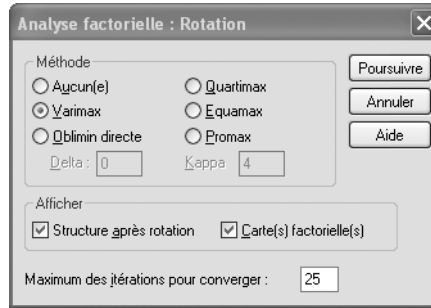 Analyse factorielle : Rotation
Méthode
Aucun(e)
Quartimax
Varimax
Equamax
Oblimin directe
Promax
Delta : 0
Kappa 4
Poursuivre
Annuler
Aide
Afficher
Structure après rotation
Carte(s) factorielle(s)
Maximum des itérations pour converger : 25